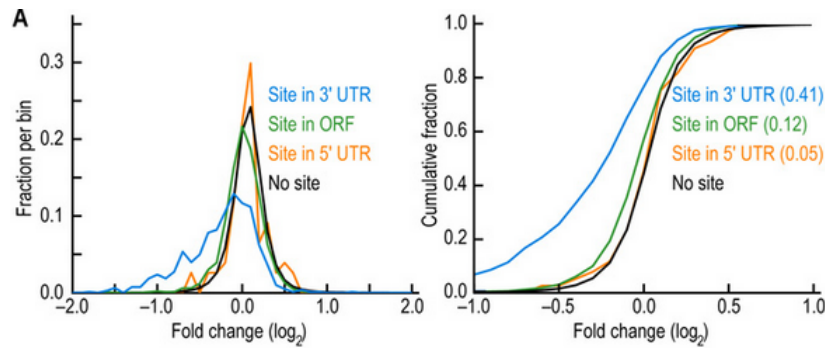 A
0.3
0.2
0.1
0.0
Fraction per bin
Site in 3' UTR
Site in ORF
Site in 5' UTR
No site
−2.0 −1.0 0.0 1.0 2.0
Fold change (log2)
1.0
0.8
0.6
0.4
0.2
0.0
Cumulative fraction
Site in 3' UTR (0.41)
Site in ORF (0.12)
Site in 5' UTR (0.05)
No site
−1.0 −0.5 0.0 0.5 1.0
Fold change (log2)